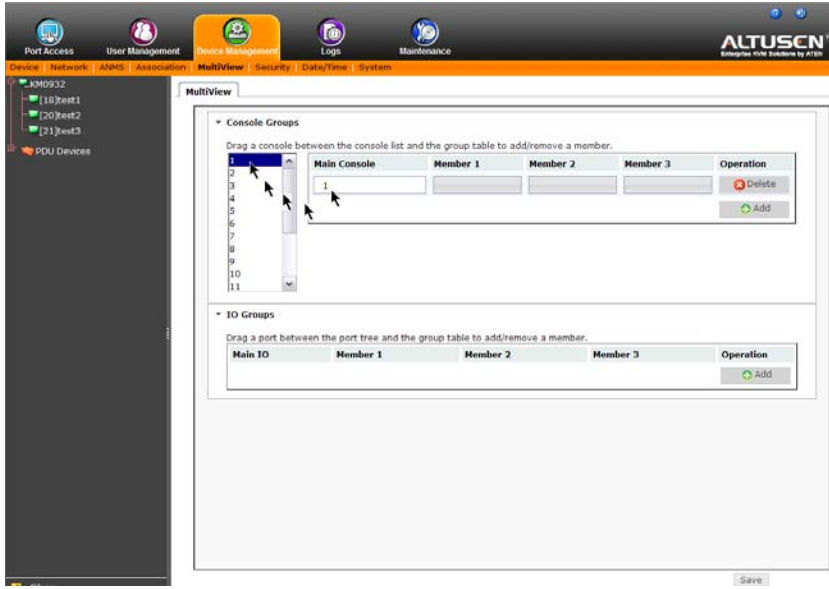 Port Access User Management Device Management Logs Maintenance
ALTUSEN™
Enterprise KVM Solutions by ATEN
Device Network ANMS Association MultiView Security Date/Time System
KM0932
[18]test1
[20]test2
[21]test3
PDU Devices
MultiView
Console Groups
Drag a console between the console list and the group table to add/remove a member.
1
2
3
4
5
6
7
8
9
10
11
Main Console Member 1 Member 2 Member 3 Operation
1 Delete
Add
IO Groups
Drag a port between the port tree and the group table to add/remove a member.
Main IO Member 1 Member 2 Member 3 Operation
Add
Save